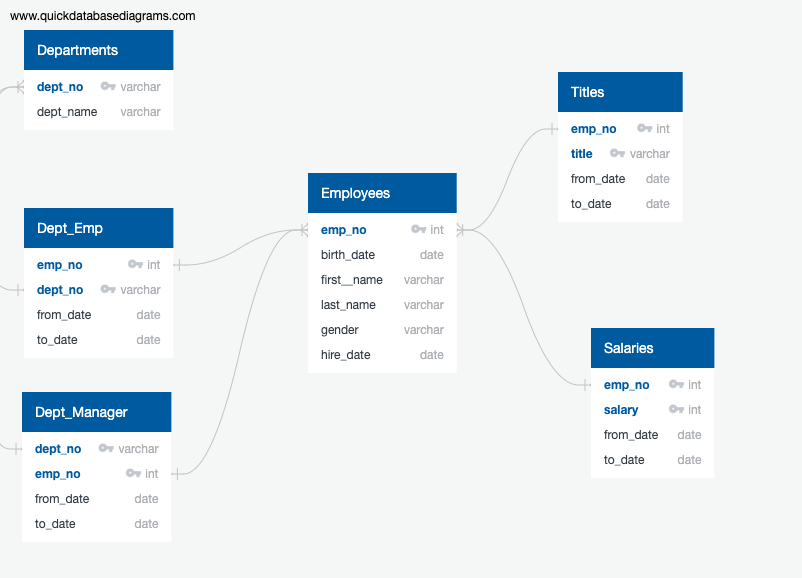 www.quickdatabasediagrams.com
Departments
dept_no varchar
dept_name varchar
Dept_Emp
emp_no int
dept_no varchar
from_date date
to_date date
Dept_Manager
dept_no varchar
emp_no int
from_date date
to_date date
Employees
emp_no int
birth_date date
first__name varchar
last_name varchar
gender varchar
hire_date date
Titles
emp_no int
title varchar
from_date date
to_date date
Salaries
emp_no int
salary int
from_date date
to_date date